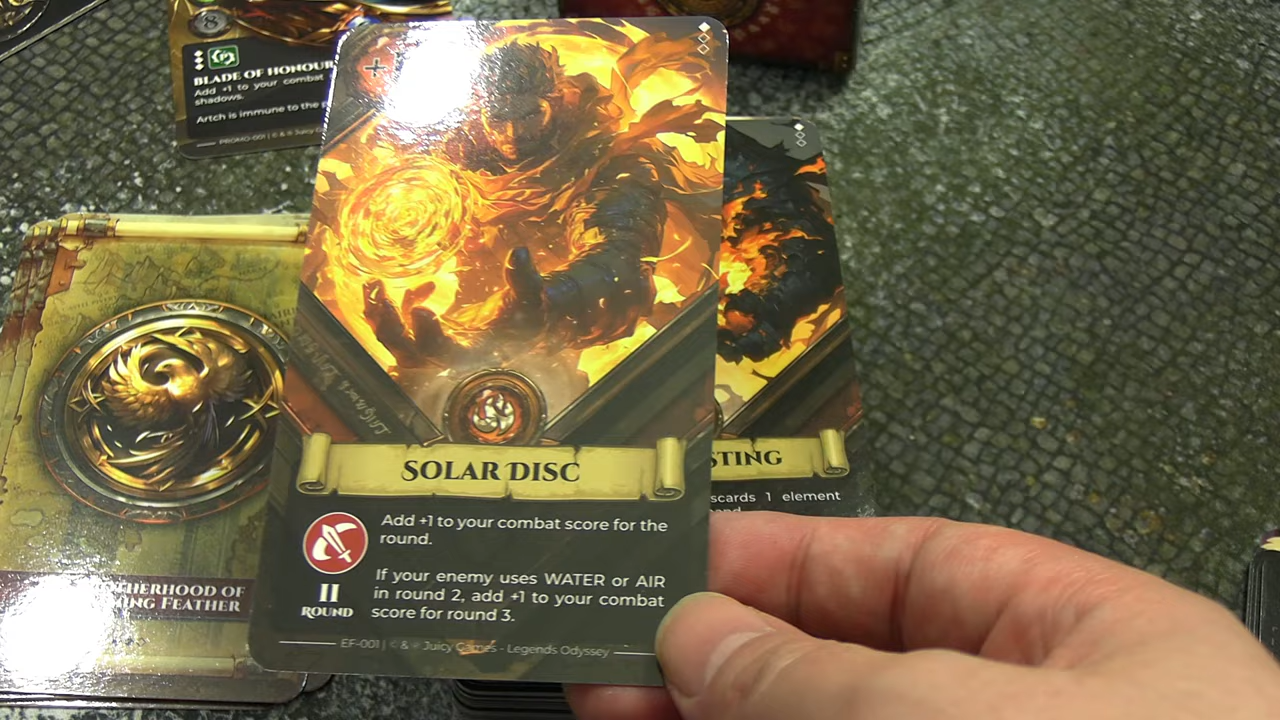 8
BLADE OF HONOUR
Add +1 to your combat
shadows.
Artch is immune to the
PROMO-001 | © & ® Juicy G
SOLAR DISC
Add +1 to your combat score for the
round.
II
ROUND
If your enemy uses WATER or AIR
in round 2, add +1 to your combat
score for round 3.
EF-001 | © & ® Juicy Games - Legends Odyssey
STING
scards 1 element
THERHOOD OF
ING FEATHER